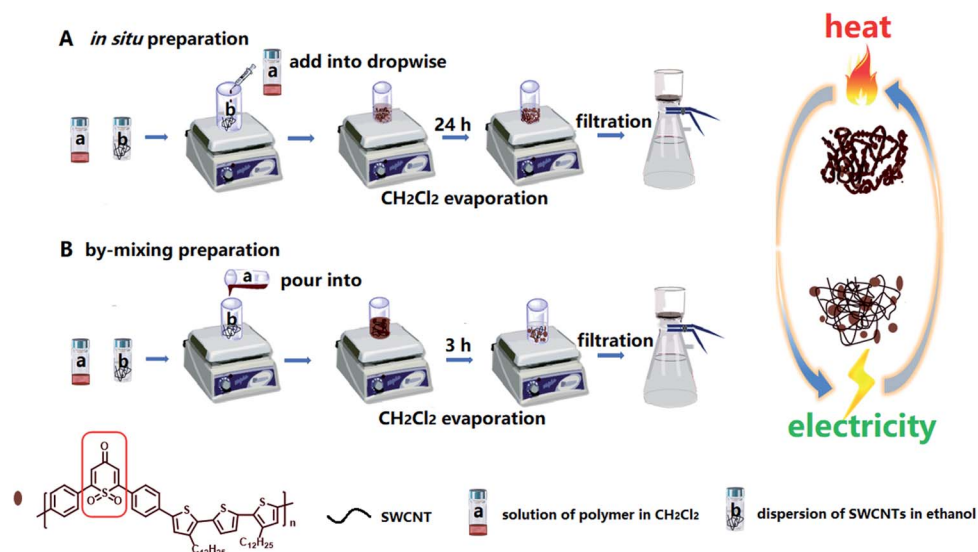 A in situ preparation
a
add into dropwise
a
b
b
24 h
filtration
CH2Cl2 evaporation
B by-mixing preparation
a
pour into
a
b
b
3 h
filtration
CH2Cl2 evaporation
heat
electricity
O
S
O O
S
S
S
n
C12H25
C12H25
SWCNT
a
solution of polymer in CH2Cl2
b
dispersion of SWCNTs in ethanol